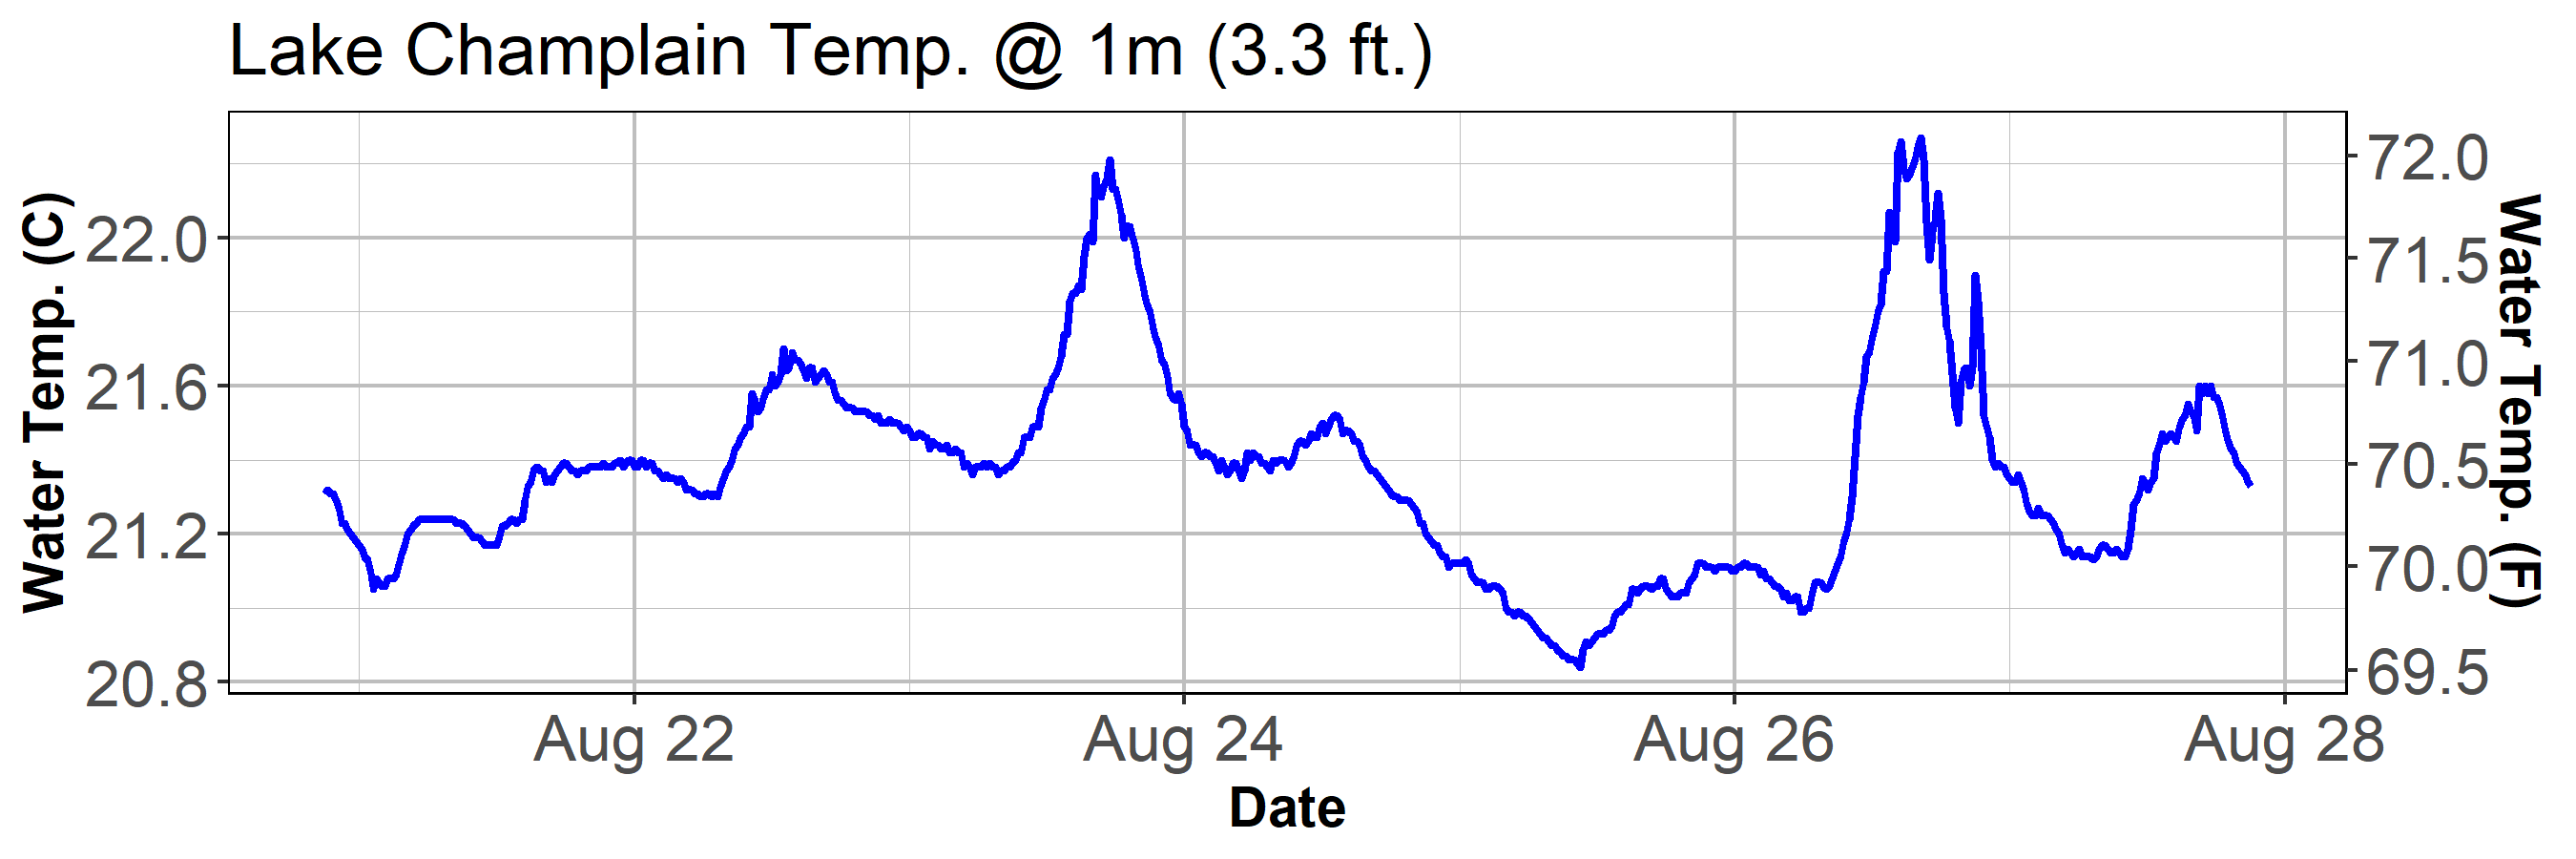 Lake Champlain Temp. @ 1m (3.3 ft.)
Water Temp. (C)
22.0
21.6
21.2
20.8
72.0
71.5
71.0
70.5
70.0
69.5
Water Temp. (F)
Aug 22
Aug 24
Aug 26
Aug 28
Date